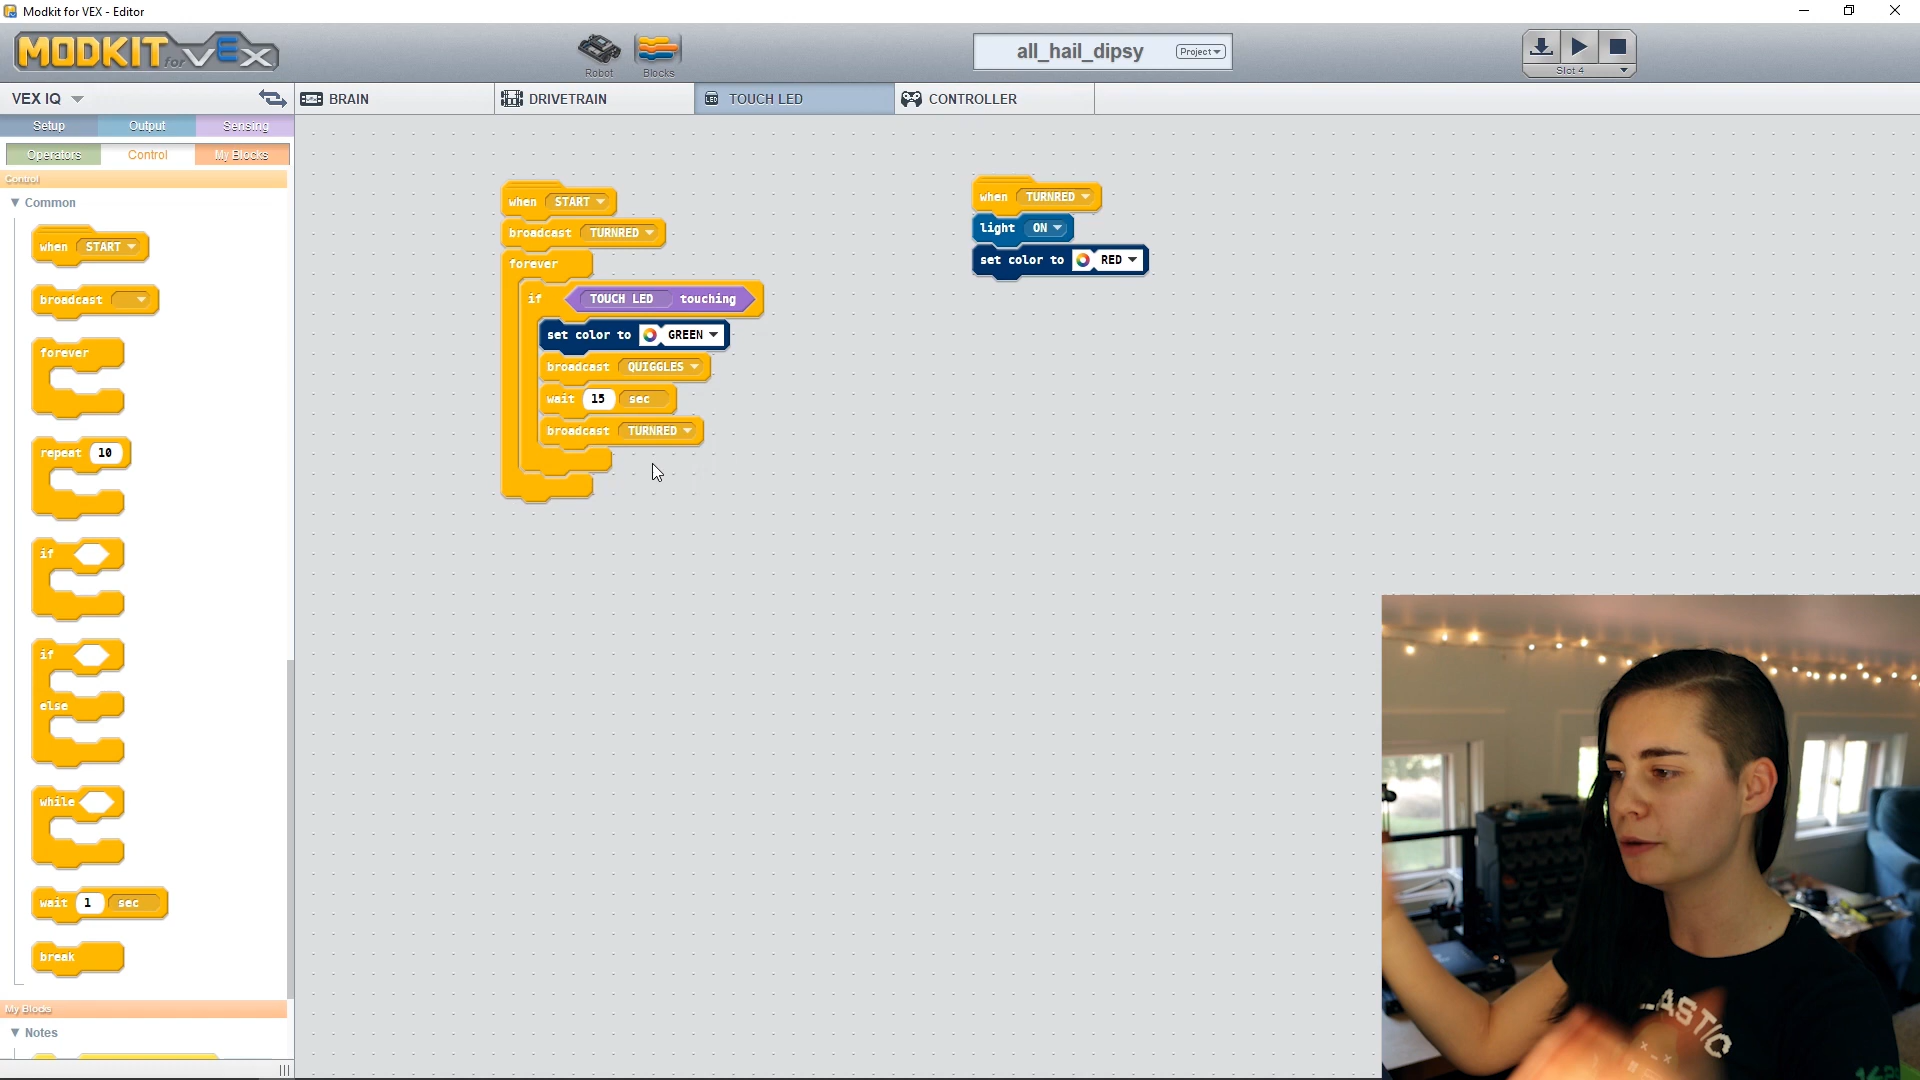 Modkit for VEX - Editor
MODKIT for VEX
Robot
Blocks
all_hail_dipsy
Project
Slot 4
VEX IQ
BRAIN
DRIVETRAIN
LED
TOUCH LED
CONTROLLER
Setup
Output
Sensing
Operators
Control
My Blocks
Control
Common
when START
broadcast
forever
repeat 10
if
if
else
while
wait 1 sec
break
My Blocks
Notes
when START
broadcast TURNRED
forever
if TOUCH LED touching
set color to GREEN
broadcast QUIGGLES
wait 15 sec
broadcast TURNRED
when TURNRED
light ON
set color to RED
LASTIC